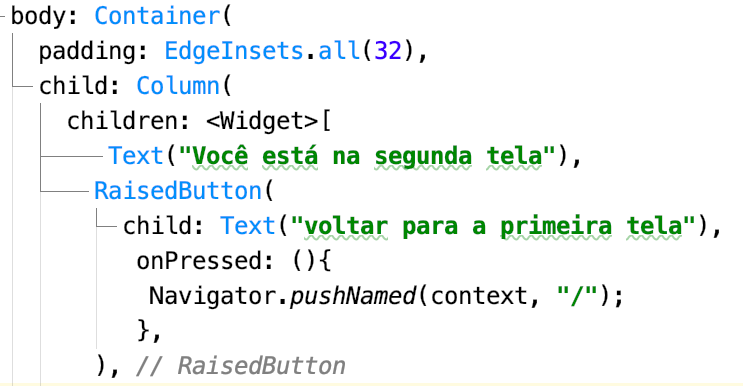 body: Container(
padding: EdgeInsets.all(32),
child: Column(
children: <Widget>[
Text("Você está na segunda tela"),
RaisedButton(
child: Text("voltar para a primeira tela"),
onPressed: (){
Navigator.pushNamed(context, "/");
},
), // RaisedButton